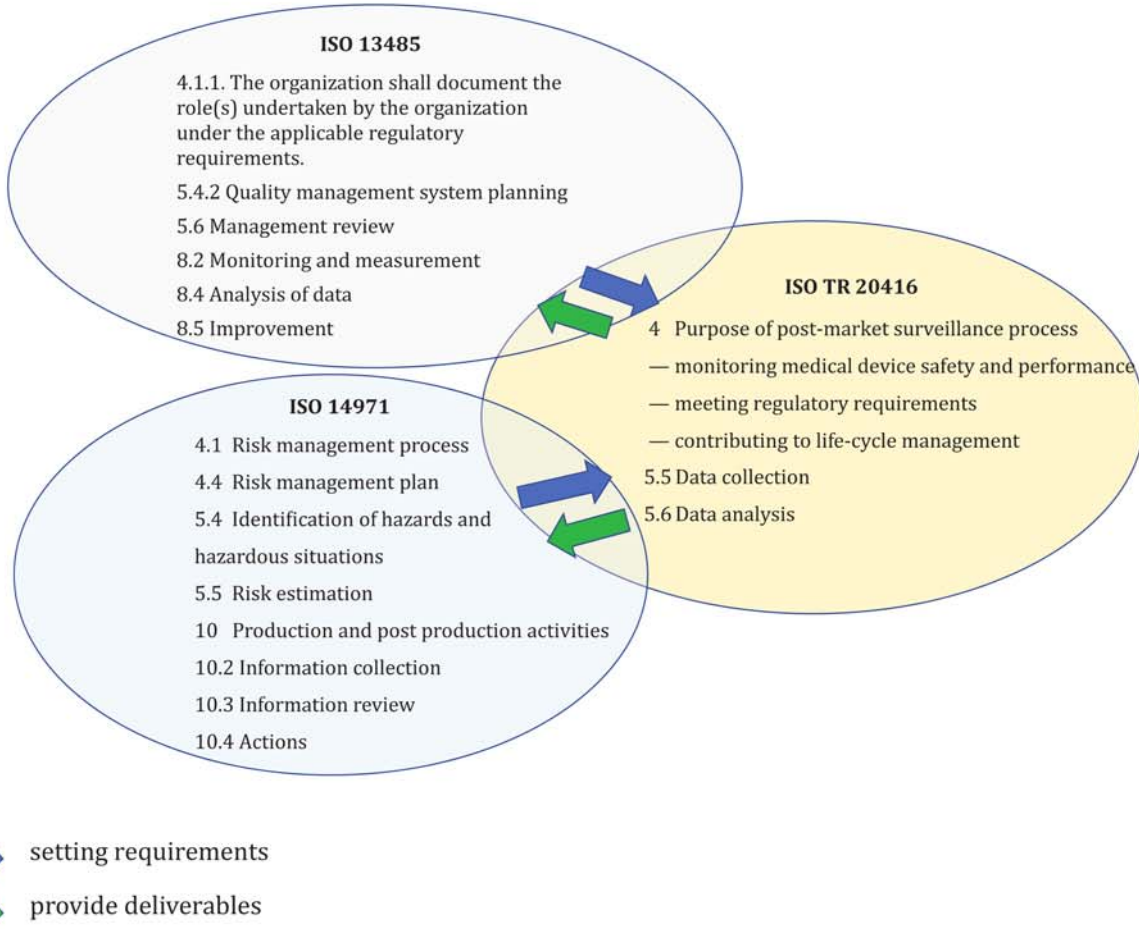 ISO 13485
4.1.1. The organization shall document the
role(s) undertaken by the organization
under the applicable regulatory
requirements.
5.4.2 Quality management system planning
5.6 Management review
8.2 Monitoring and measurement
8.4 Analysis of data
8.5 Improvement
ISO TR 20416
4 Purpose of post-market surveillance process
— monitoring medical device safety and performance
— meeting regulatory requirements
— contributing to life-cycle management
5.5 Data collection
5.6 Data analysis
ISO 14971
4.1 Risk management process
4.4 Risk management plan
5.4 Identification of hazards and
hazardous situations
5.5 Risk estimation
10 Production and post production activities
10.2 Information collection
10.3 Information review
10.4 Actions
setting requirements
provide deliverables